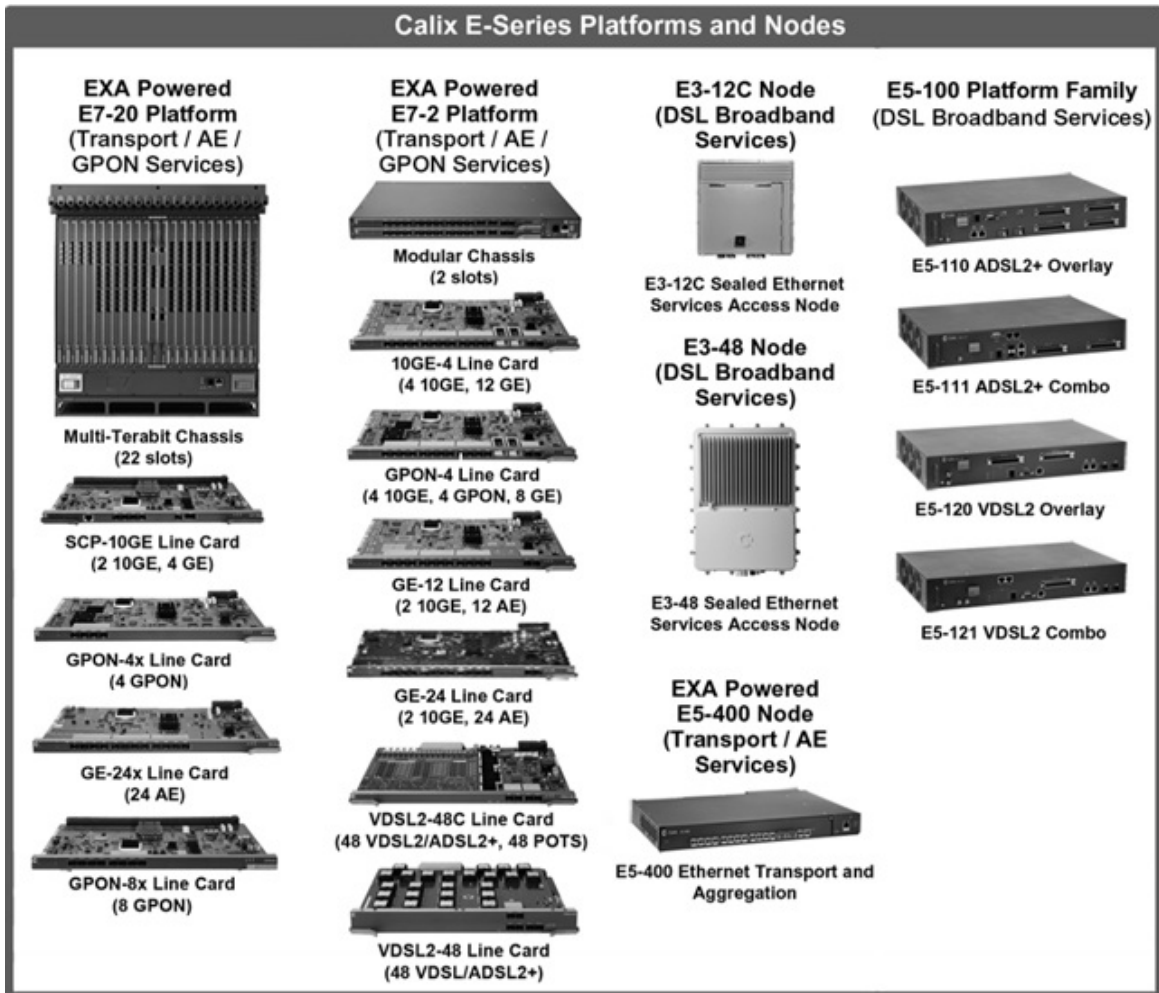 Calix E-Series Platforms and Nodes
EXA Powered
E7-20 Platform
(Transport / AE /
GPON Services)
Multi-Terabit Chassis
(22 slots)
SCP-10GE Line Card
(2 10GE, 4 GE)
GPON-4x Line Card
(4 GPON)
GE-24x Line Card
(24 AE)
GPON-8x Line Card
(8 GPON)
EXA Powered
E7-2 Platform
(Transport / AE /
GPON Services)
Modular Chassis
(2 slots)
10GE-4 Line Card
(4 10GE, 12 GE)
GPON-4 Line Card
(4 10GE, 4 GPON, 8 GE)
GE-12 Line Card
(2 10GE, 12 AE)
GE-24 Line Card
(2 10GE, 24 AE)
VDSL2-48C Line Card
(48 VDSL2/ADSL2+, 48 POTS)
VDSL2-48 Line Card
(48 VDSL/ADSL2+)
E3-12C Node
(DSL Broadband
Services)
E3-12C Sealed Ethernet
Services Access Node
E3-48 Node
(DSL Broadband
Services)
E3-48 Sealed Ethernet
Services Access Node
EXA Powered
E5-400 Node
(Transport / AE
Services)
E5-400 Ethernet Transport and
Aggregation
E5-100 Platform Family
(DSL Broadband Services)
E5-110 ADSL2+ Overlay
E5-111 ADSL2+ Combo
E5-120 VDSL2 Overlay
E5-121 VDSL2 Combo